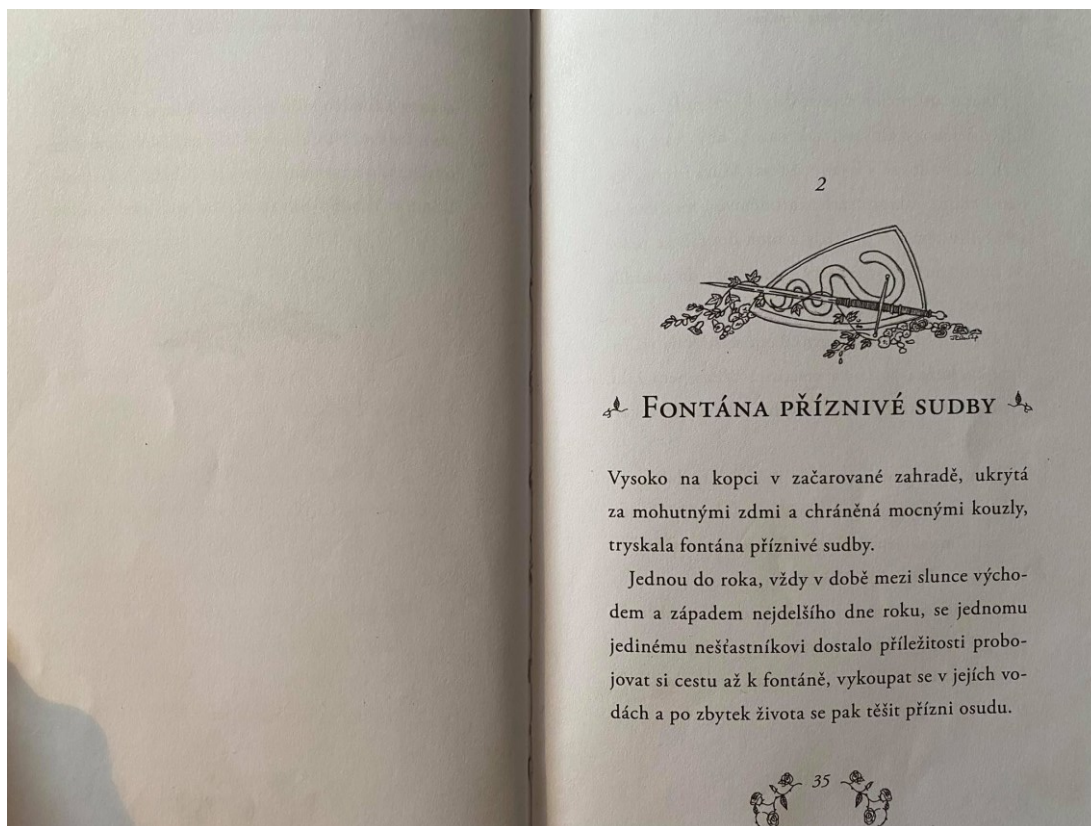 2
FONTÁNA PŘÍZNIVÉ SUDBY
Vysoko na kopci v začarované zahradě, ukrytá
za mohutnými zdmi a chráněná mocnými kouzly,
tryskala fontána příznivé sudby.
Jednou do roka, vždy v době mezi slunce výcho-
dem a západem nejdelšího dne roku, se jednomu
jedinému nešťastníkovi dostalo příležitosti probo-
jovat si cestu až k fontáně, vykoupat se v jejích vo-
dách a po zbytek života se pak těšit přízni osudu.
35